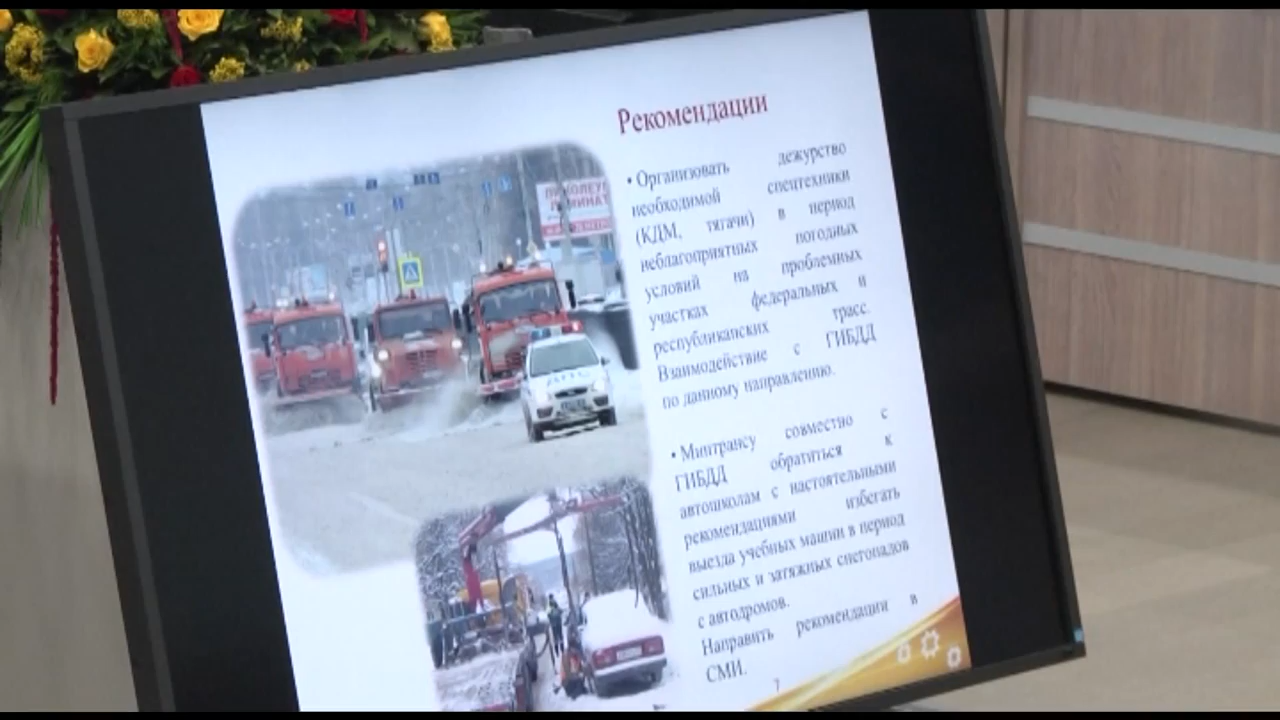 Рекомендации
• Организовать дежурство
необходимой спецтехники
(КДМ, тягачи) в период
неблагоприятных погодных
условий на проблемных
участках федеральных и
республиканских трасс.
Взаимодействие с ГИБДД
по данному направлению.
• Минтрансу совместно с
ГИБДД обратиться к
автошколам с настоятельными
рекомендациями избегать
выезда учебных машин в период
сильных и затяжных снегопадов
с автодромов.
Направить рекомендации в
СМИ.
7
ДПС